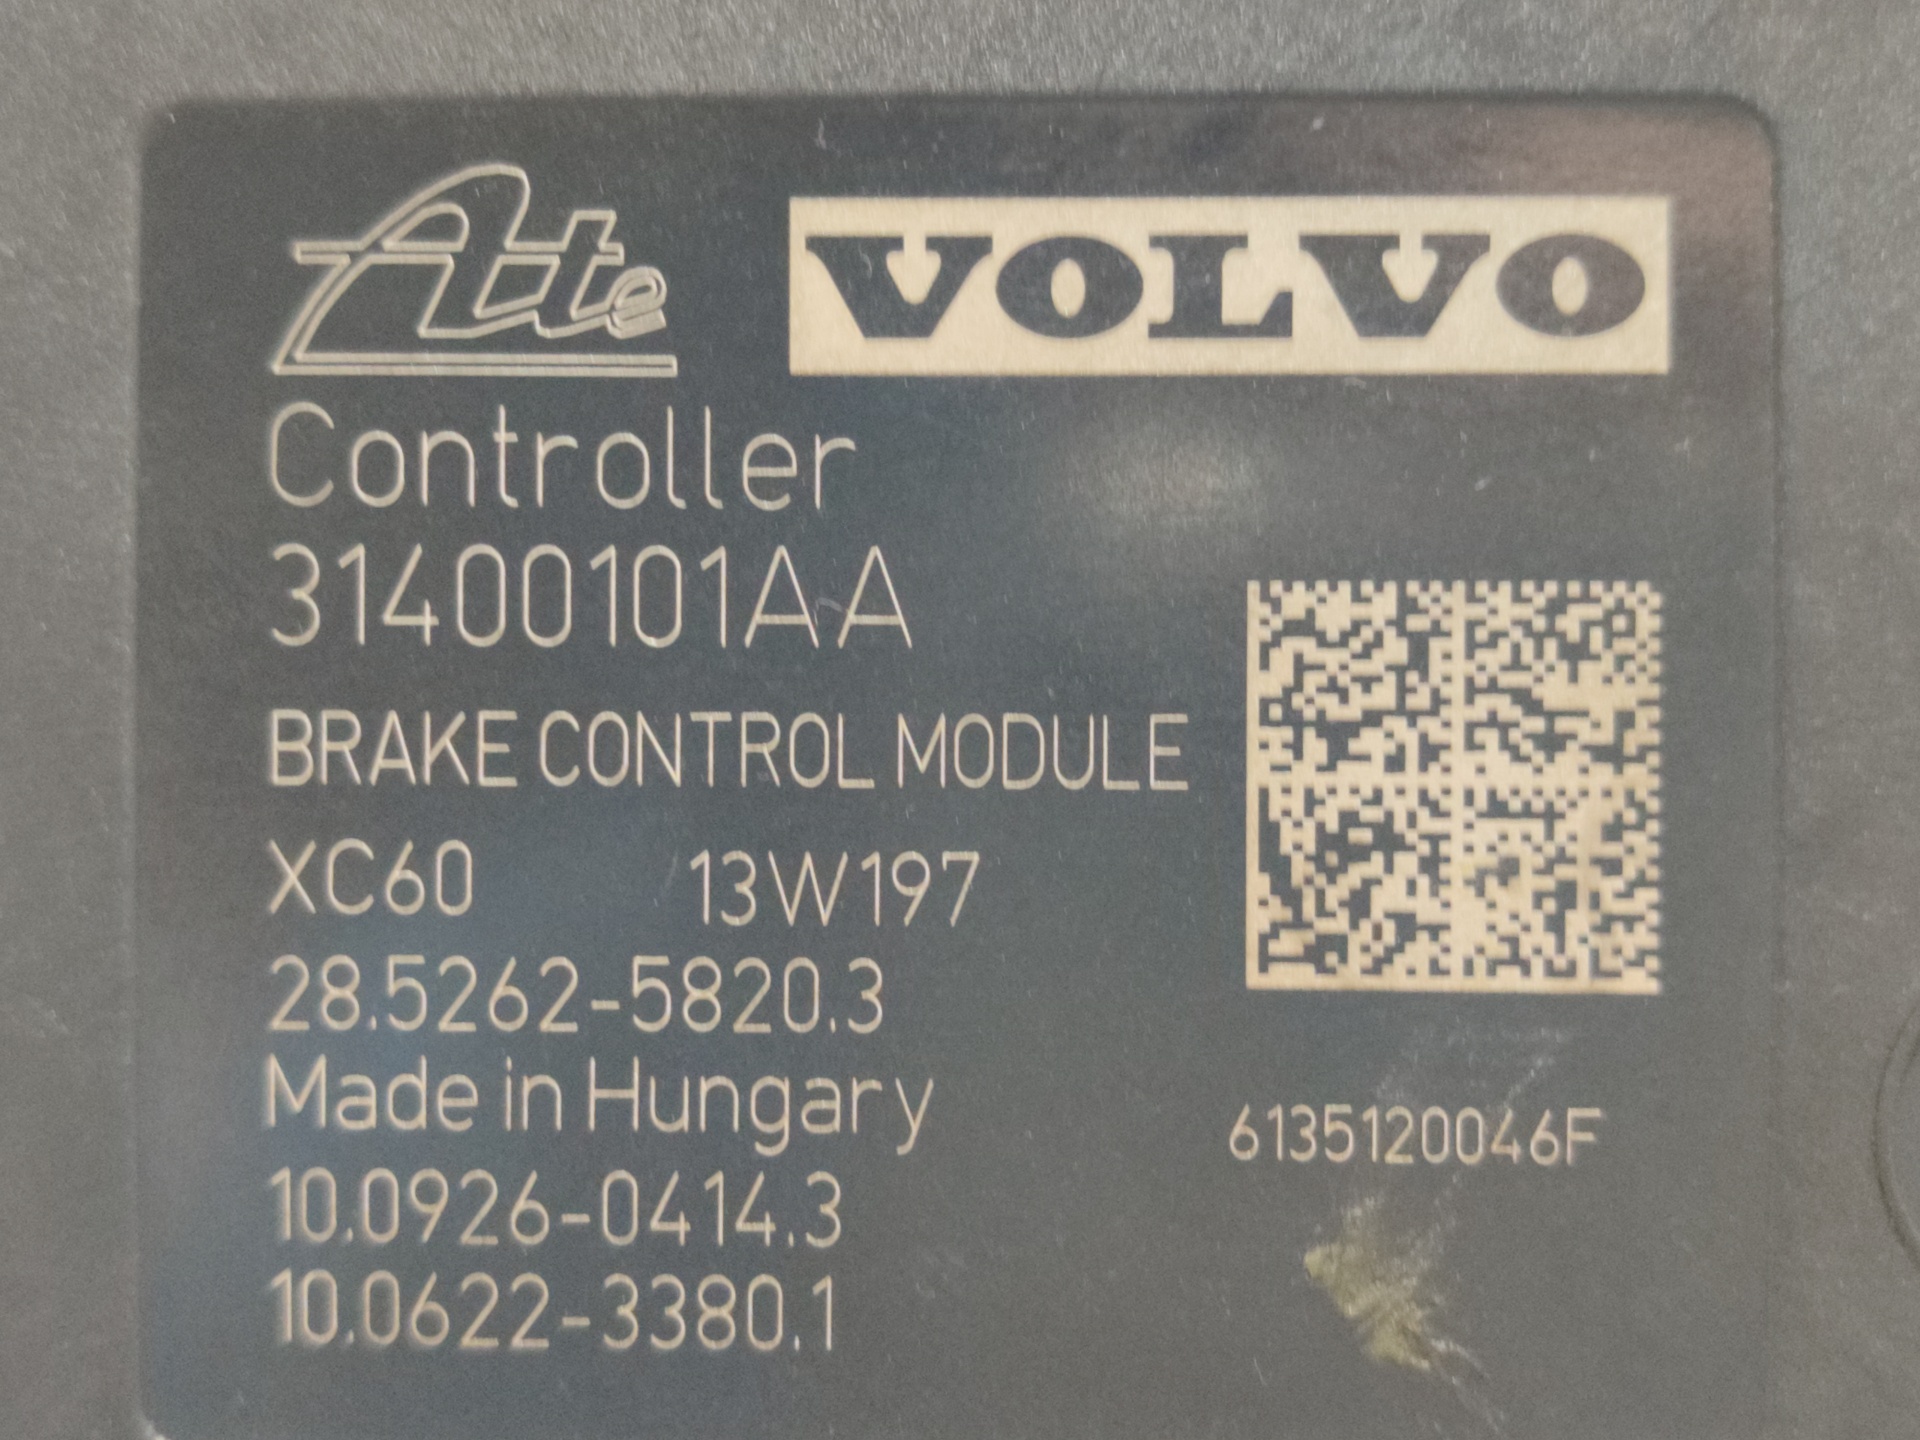 Ate VOLVO
Controller
31400101AA
BRAKE CONTROL MODULE
XC60 13W197
28.5262-5820.3
Made in Hungary
6135120046F
10.0926-0414.3
10.0622-3380.1